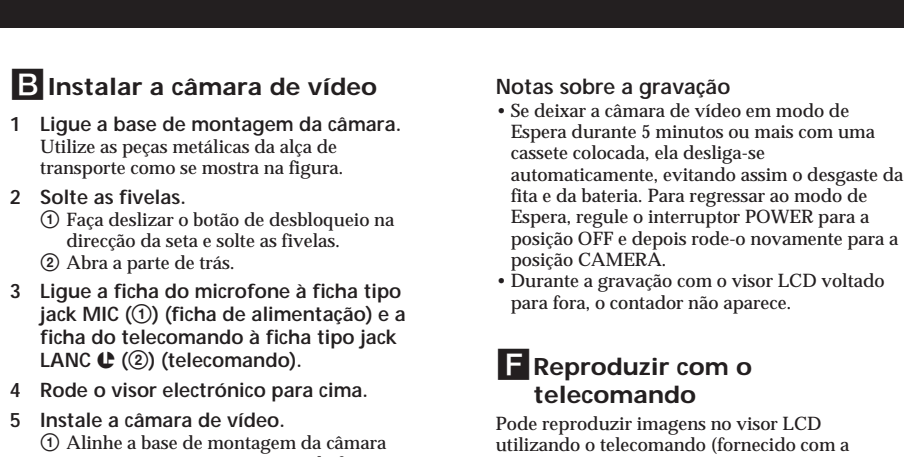 B Instalar a câmara de vídeo
1 Ligue a base de montagem da câmara.
Utilize as peças metálicas da alça de
transporte como se mostra na figura.
2 Solte as fivelas.
① Faça deslizar o botão de desbloqueio na
direcção da seta e solte as fivelas.
② Abra a parte de trás.
3 Ligue a ficha do microfone à ficha tipo
jack MIC (①) (ficha de alimentação) e a
ficha do telecomando à ficha tipo jack
LANC (②) (telecomando).
4 Rode o visor electrónico para cima.
5 Instale a câmara de vídeo.
① Alinhe a base de montagem da câmara
Notas sobre a gravação
• Se deixar a câmara de vídeo em modo de
Espera durante 5 minutos ou mais com uma
cassete colocada, ela desliga-se
automaticamente, evitando assim o desgaste da
fita e da bateria. Para regressar ao modo de
Espera, regule o interruptor POWER para a
posição OFF e depois rode-o novamente para a
posição CAMERA.
• Durante a gravação com o visor LCD voltado
para fora, o contador não aparece.
F Reproduzir com o
telecomando
Pode reproduzir imagens no visor LCD
utilizando o telecomando (fornecido com a